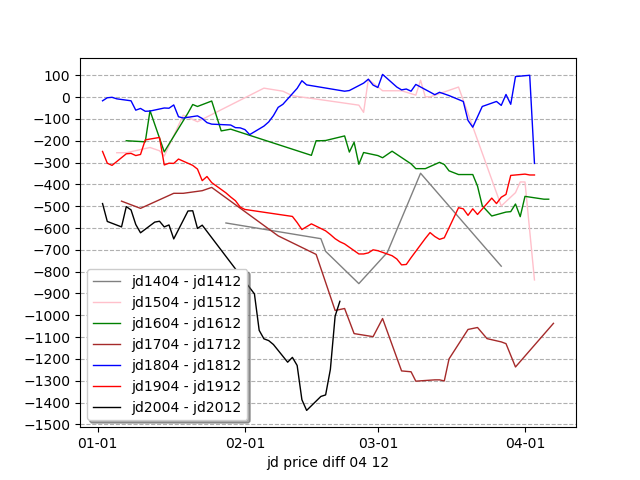 100
0
−100
−200
−300
−400
−500
−600
−700
−800
−900
−1000
−1100
−1200
−1300
−1400
−1500
jd1404 - jd1412
jd1504 - jd1512
jd1604 - jd1612
jd1704 - jd1712
jd1804 - jd1812
jd1904 - jd1912
jd2004 - jd2012
01-01 02-01 03-01 04-01
jd price diff 04 12